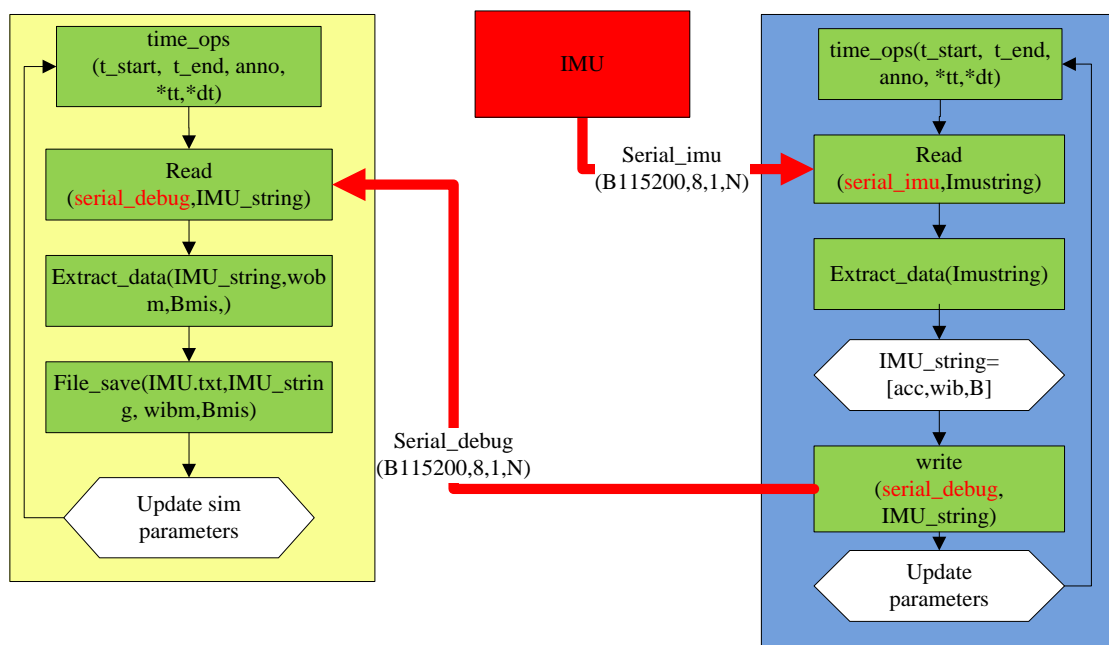 time_ops
(t_start,  t_end, anno,
*tt,*dt)
Read
(serial_debug,IMU_string)
Extract_data(IMU_string,wob
m,Bmis,)
File_save(IMU.txt,IMU_strin
g, wibm,Bmis)
Update sim
parameters
IMU
Serial_imu
(B115200,8,1,N)
Serial_debug
(B115200,8,1,N)
time_ops(t_start,  t_end,
anno, *tt,*dt)
Read
(serial_imu,Imustring)
Extract_data(Imustring)
IMU_string=
[acc,wib,B]
write
(serial_debug,
IMU_string)
Update
parameters